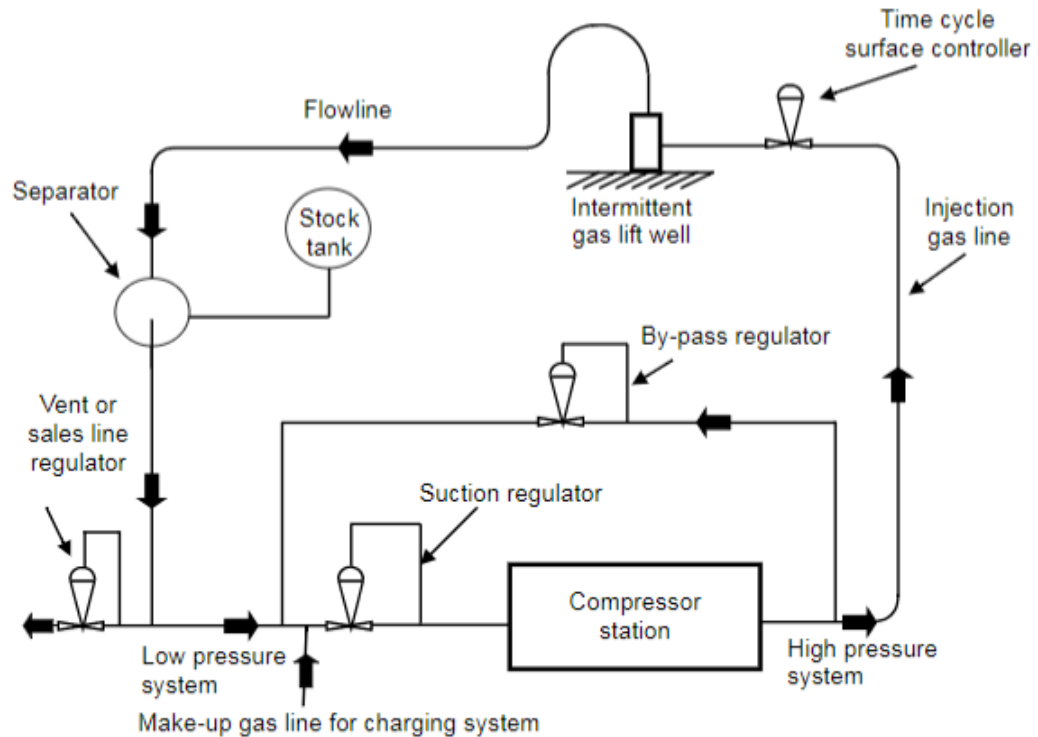 Time cycle
surface controller
Flowline
Separator
Stock
tank
Intermittent
gas lift well
Injection
gas line
By-pass regulator
Vent or
sales line
regulator
Suction regulator
Compressor
station
Low pressure
system
High pressure
system
Make-up gas line for charging system